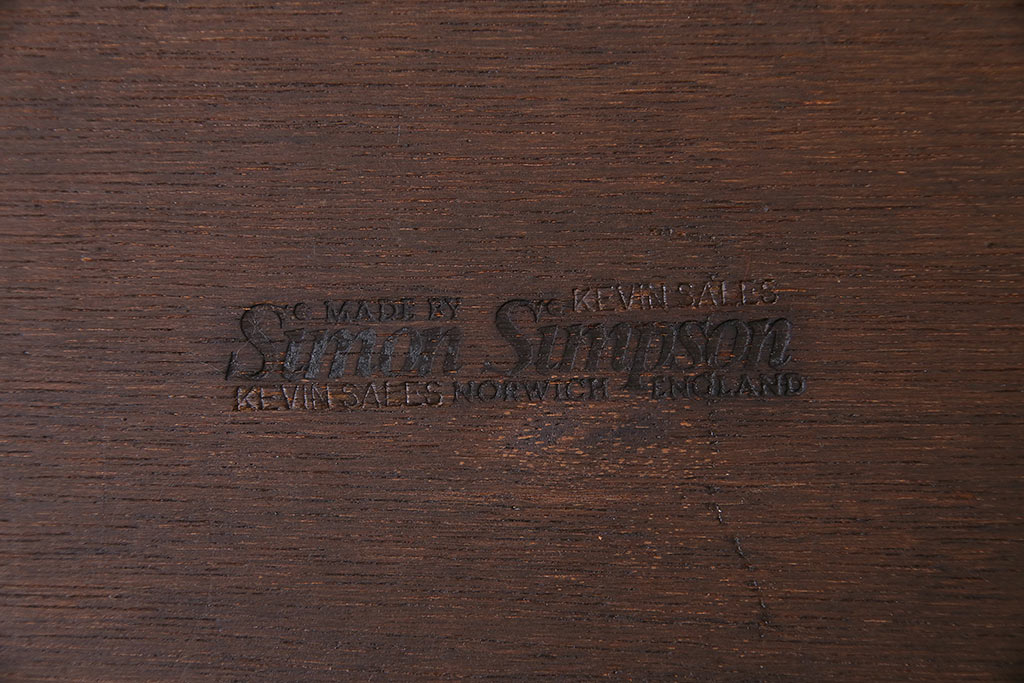 MADE BY KEVIN SALES
Simon Simpson
KEVIN SALES NORWICH ENGLAND